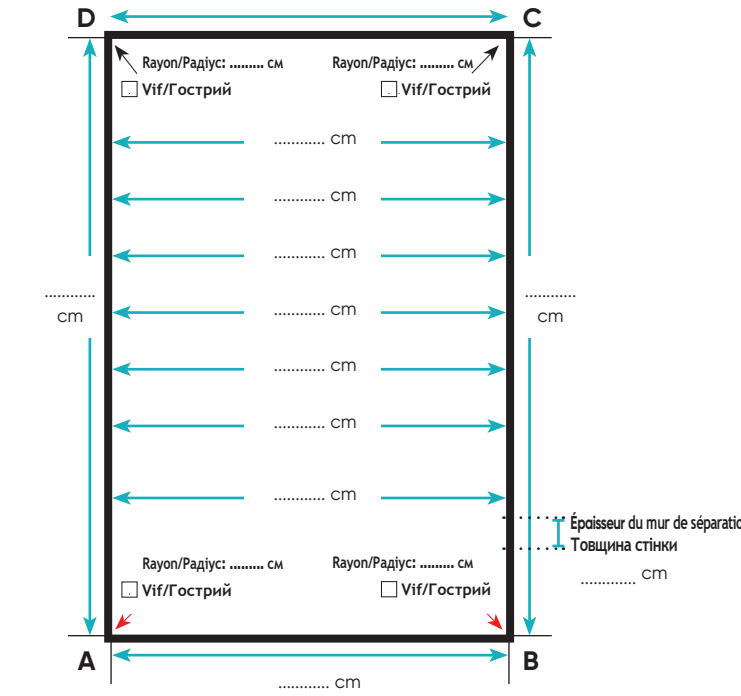 D C
Rayon/Радіус: ......... см Rayon/Радіус: ......... см
Vif/Гострий Vif/Гострий
............ cm
............ cm
............ cm
............ ............
cm cm
............ cm
............ cm
............ cm
............ cm
Épaisseur du mur de séparatio
Товщина стінки
............. cm
Rayon/Радіус: ......... см Rayon/Радіус: ......... см
Vif/Гострий Vif/Гострий
A B
............ cm